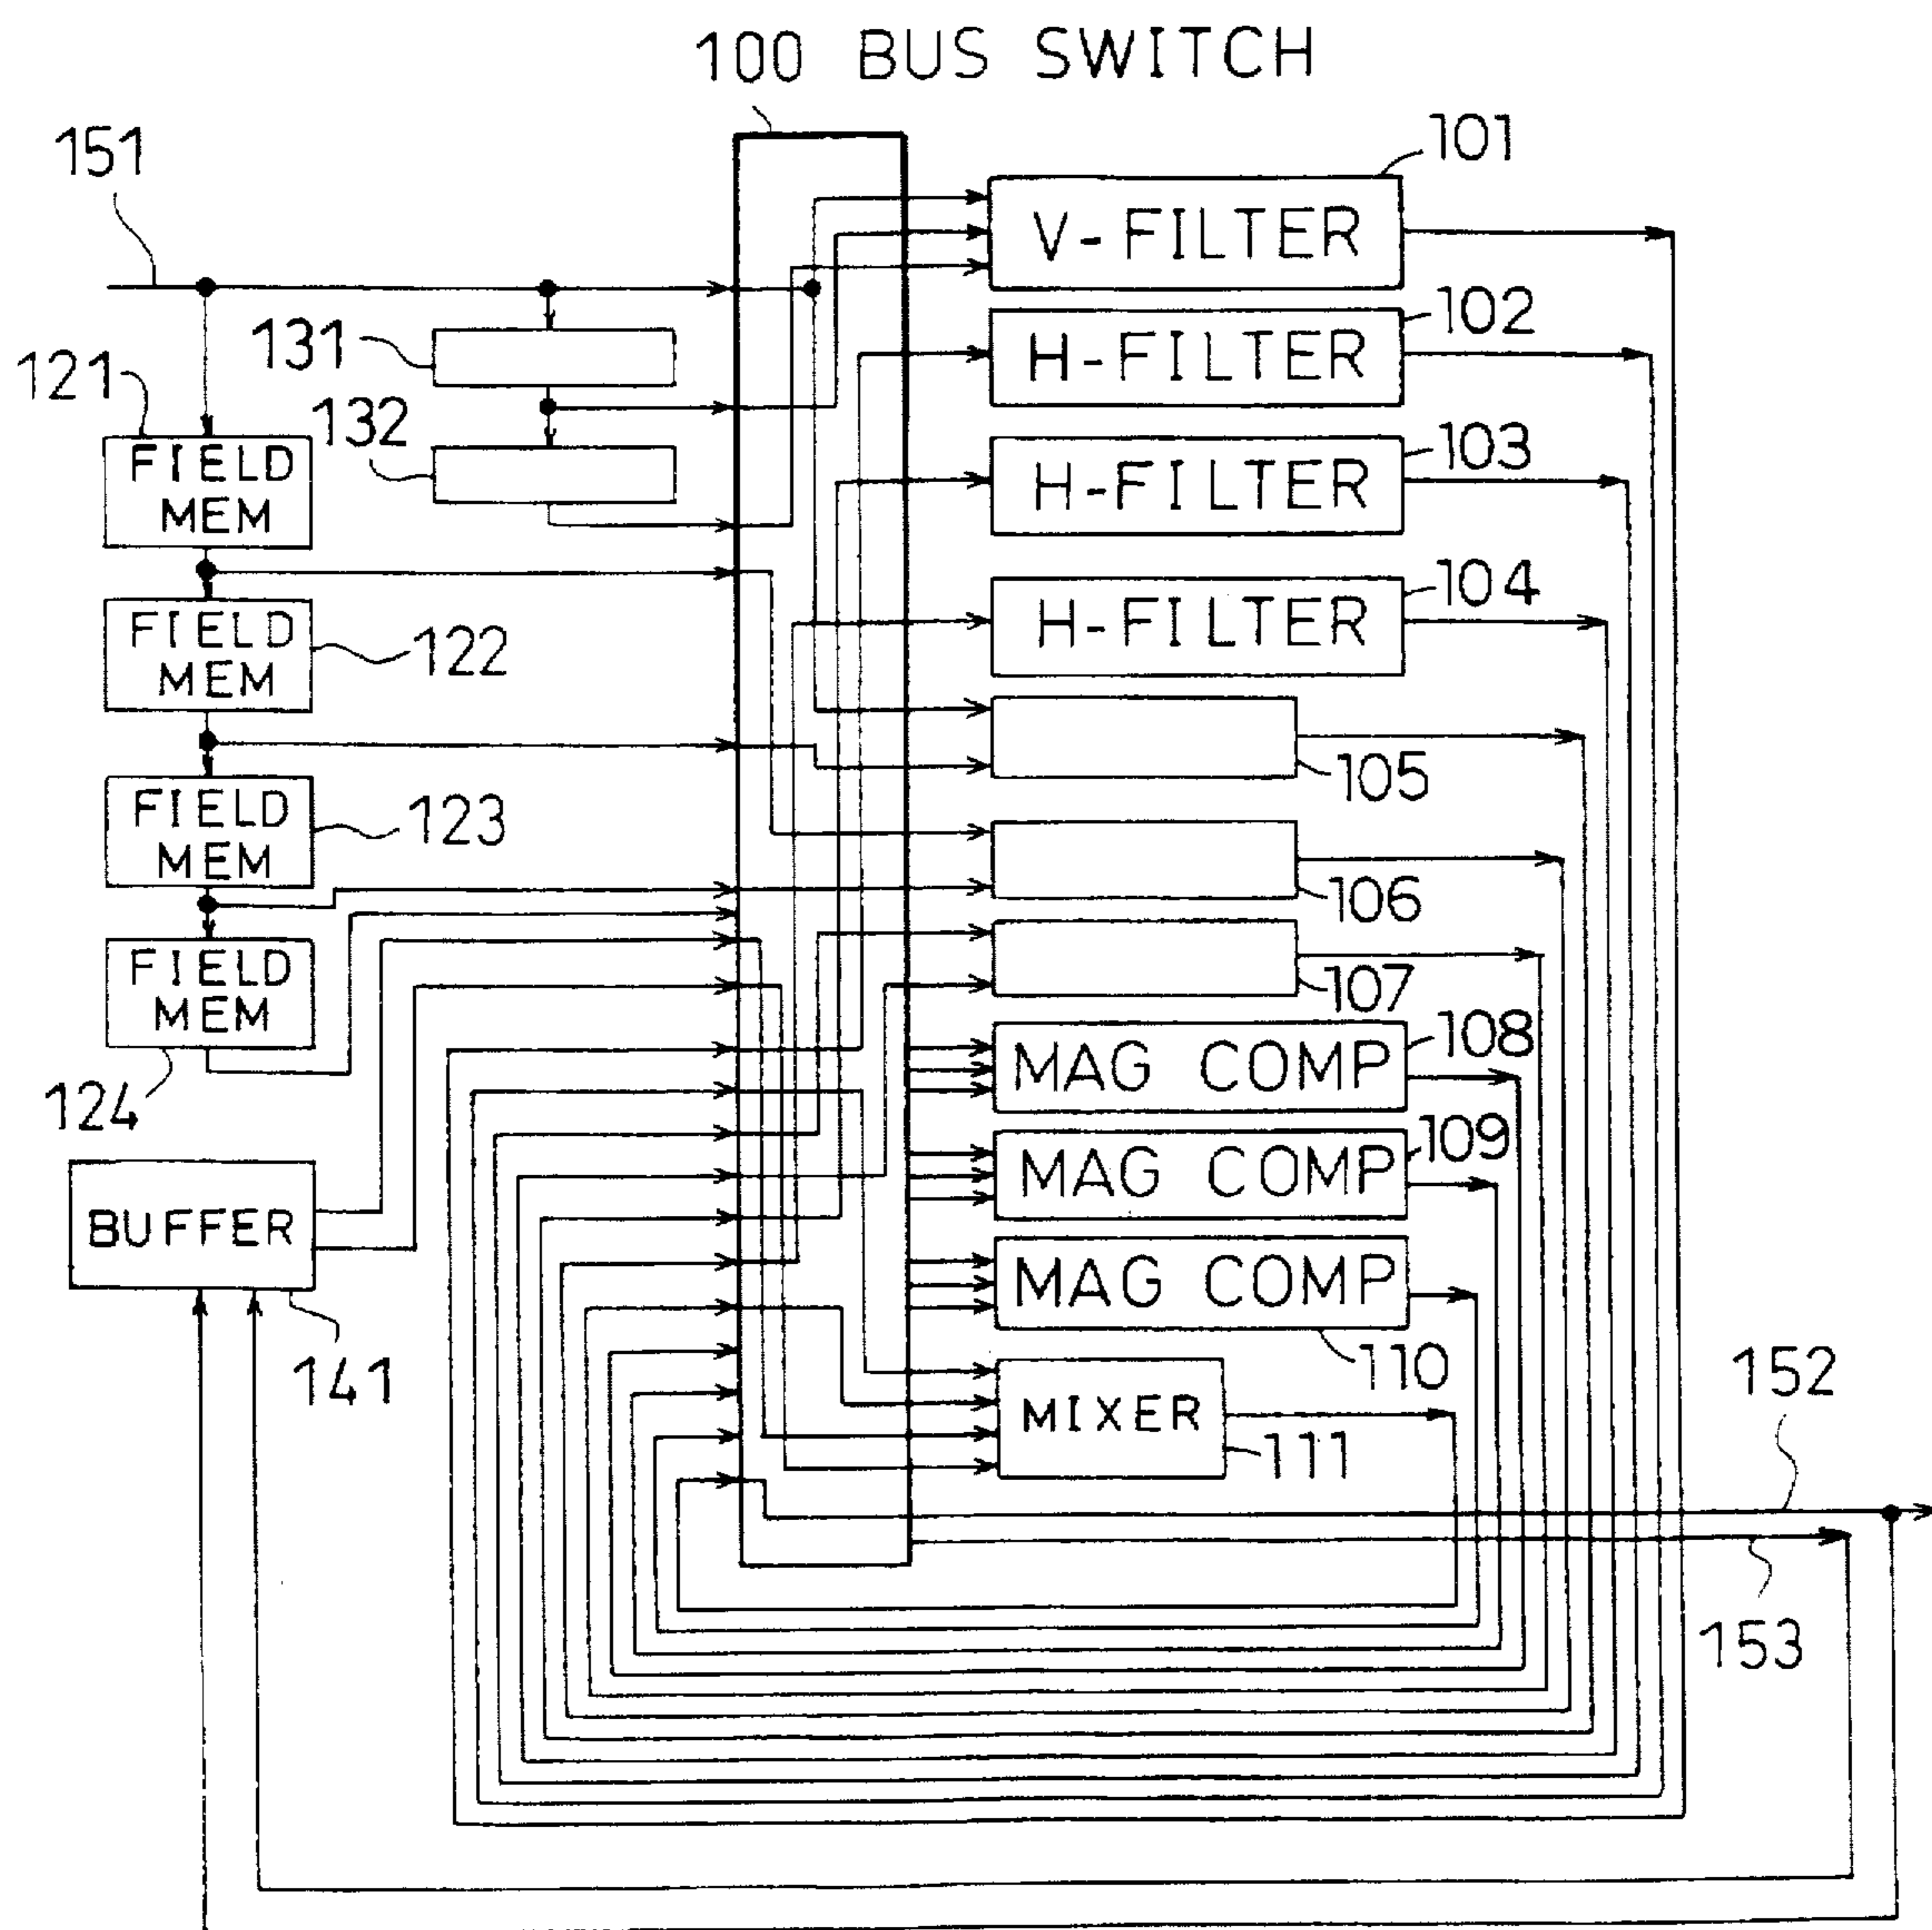 100 BUS SWITCH
151
101
V-FILTER
131
102
H-FILTER
121
132
103
H-FILTER
FIELD
MEM
104
H-FILTER
FIELD
MEM
122
105
FIELD
MEM
123
106
FIELD
MEM
107
124
108
MAG COMP
109
MAG COMP
BUFFER
MAG COMP
141
110
152
MIXER
111
153